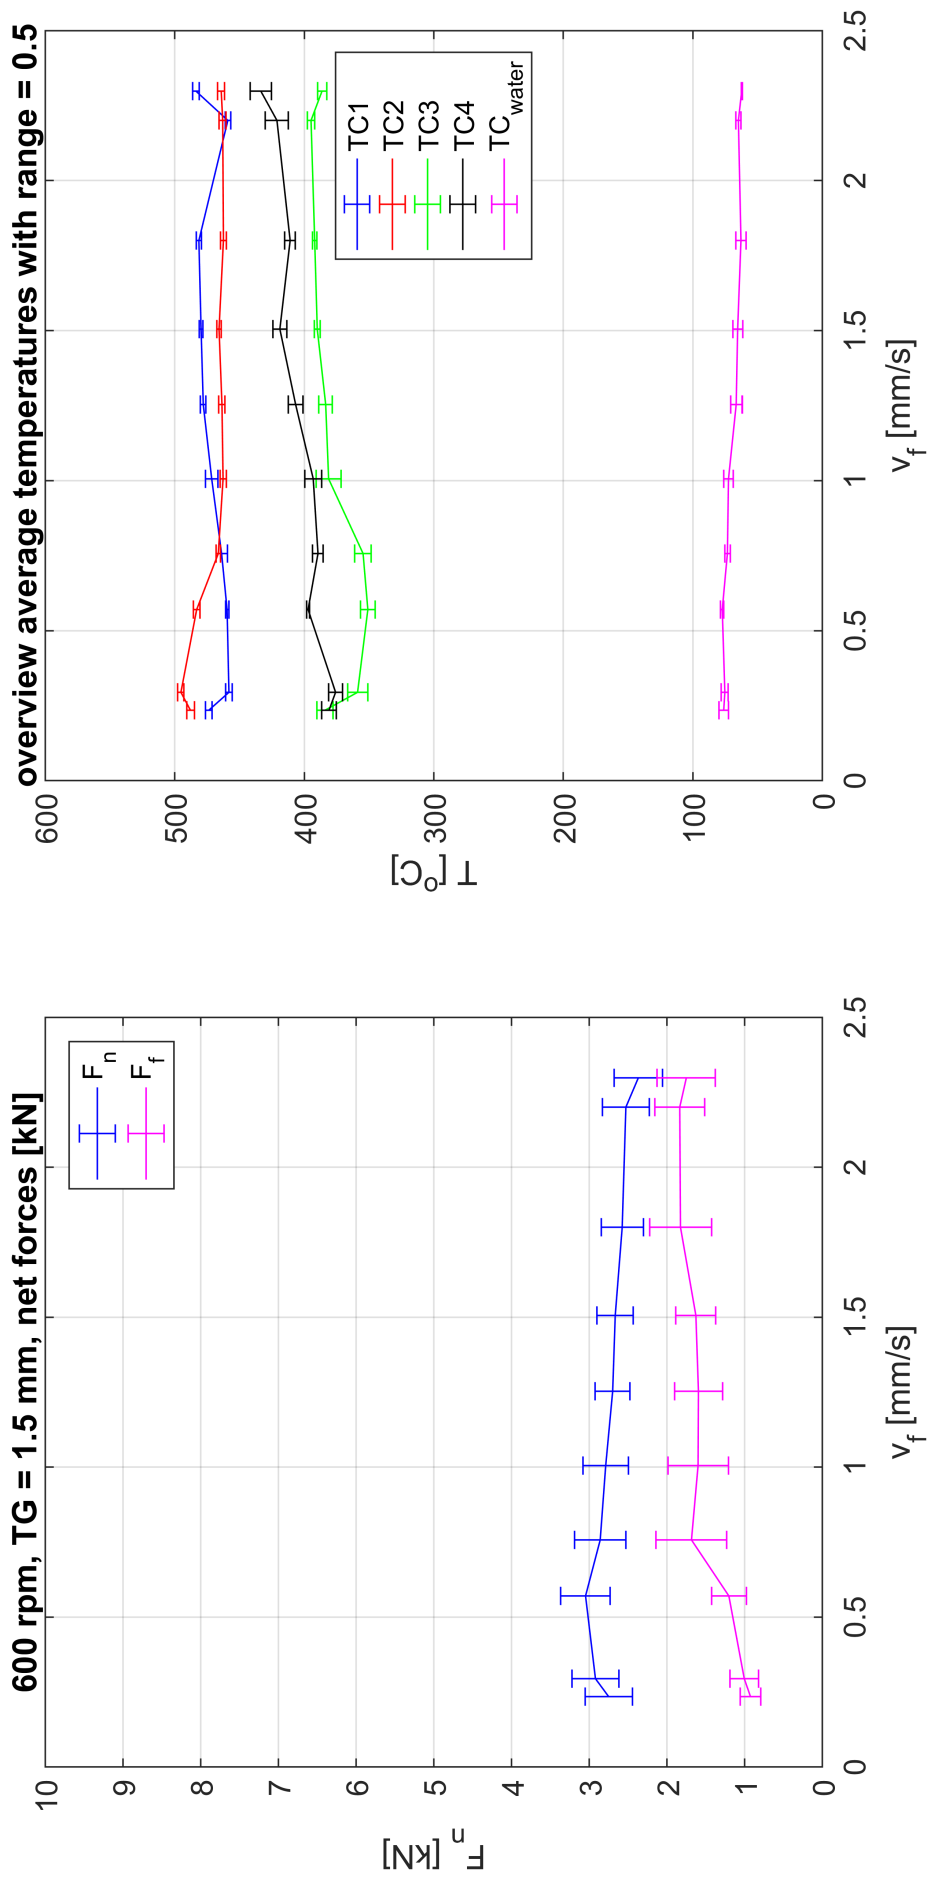 600 rpm, TG = 1.5 mm, net forces [kN]
F_n [kN]
10
9
8
7
6
5
4
3
2
1
0
0
0.5
1
1.5
2
2.5
v_f [mm/s]
F_n
F_f
overview average temperatures with range = 0.5
T [°C]
600
500
400
300
200
100
0
0
0.5
1
1.5
2
2.5
v_f [mm/s]
TC1
TC2
TC3
TC4
TC_water